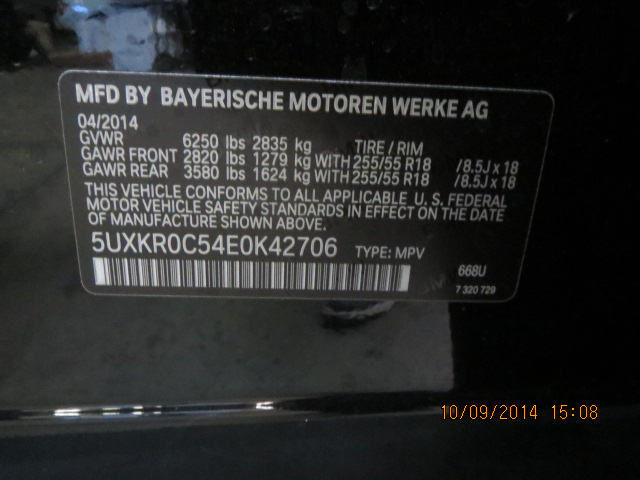 MFD BY BAYERISCHE MOTOREN WERKE AG
04/2014
GVWR 6250 lbs 2835 kg TIRE / RIM
GAWR FRONT 2820 lbs 1279 kg WITH 255/55 R18 /8.5J x 18
GAWR REAR 3580 lbs 1624 kg WITH 255/55 R18 /8.5J x 18
THIS VEHICLE CONFORMS TO ALL APPLICABLE U. S. FEDERAL
MOTOR VEHICLE SAFETY STANDARDS IN EFFECT ON THE DATE
OF MANUFACTURE SHOWN ABOVE.
5UXKR0C54E0K42706 TYPE: MPV
668U
7 320 729
10/09/2014 15:08